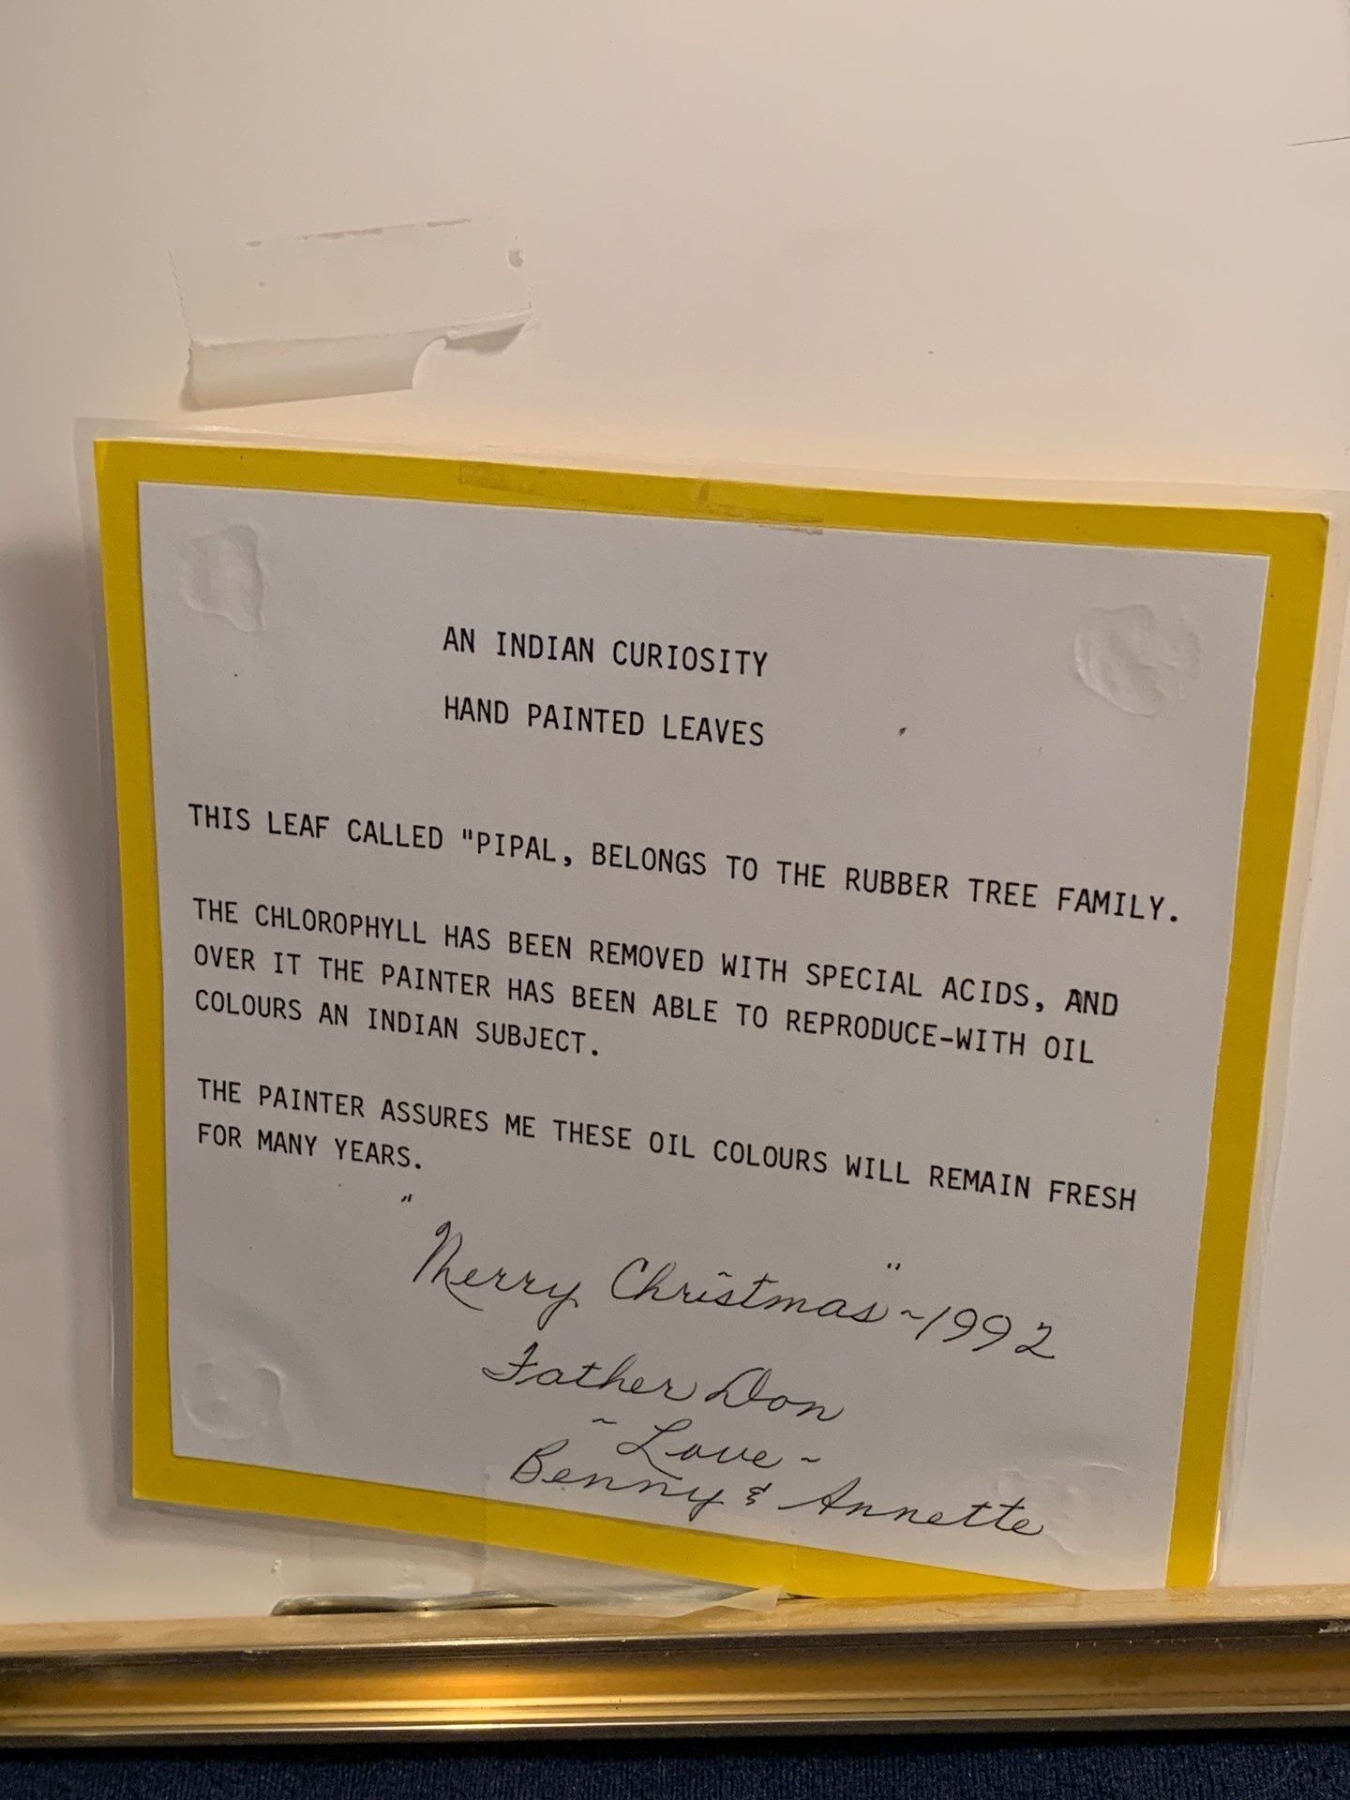 AN INDIAN CURIOSITY
HAND PAINTED LEAVES
THIS LEAF CALLED "PIPAL, BELONGS TO THE RUBBER TREE FAMILY.
THE CHLOROPHYLL HAS BEEN REMOVED WITH SPECIAL ACIDS, AND
OVER IT THE PAINTER HAS BEEN ABLE TO REPRODUCE-WITH OIL
COLOURS AN INDIAN SUBJECT.
THE PAINTER ASSURES ME THESE OIL COLOURS WILL REMAIN FRESH
FOR MANY YEARS.
"Merry Christmas" ~ 1992
Father Don
~ Love ~
Benny & Annette